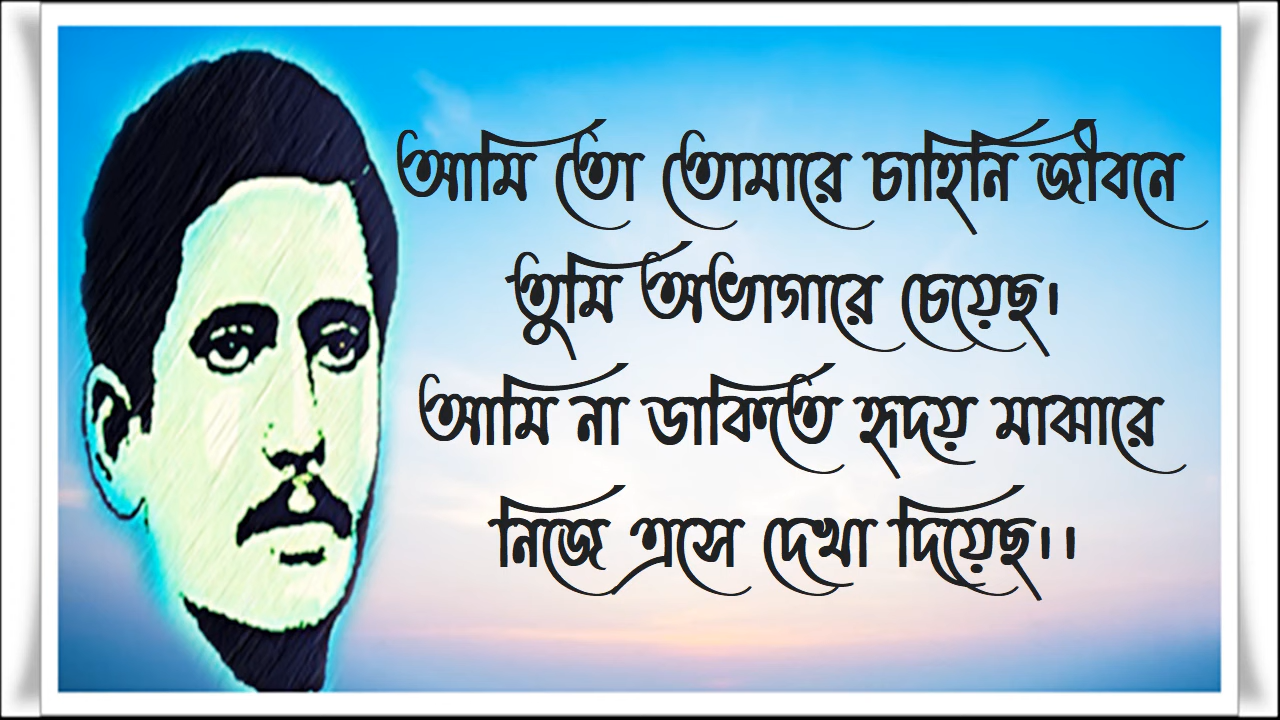 আমি তো তোমারে চাহিনি জীবনে
তুমি অভাগারে চেয়েছ।
আমি না ডাকিতে হৃদয় মাঝারে
নিজে এসে দেখা দিয়েছ।।